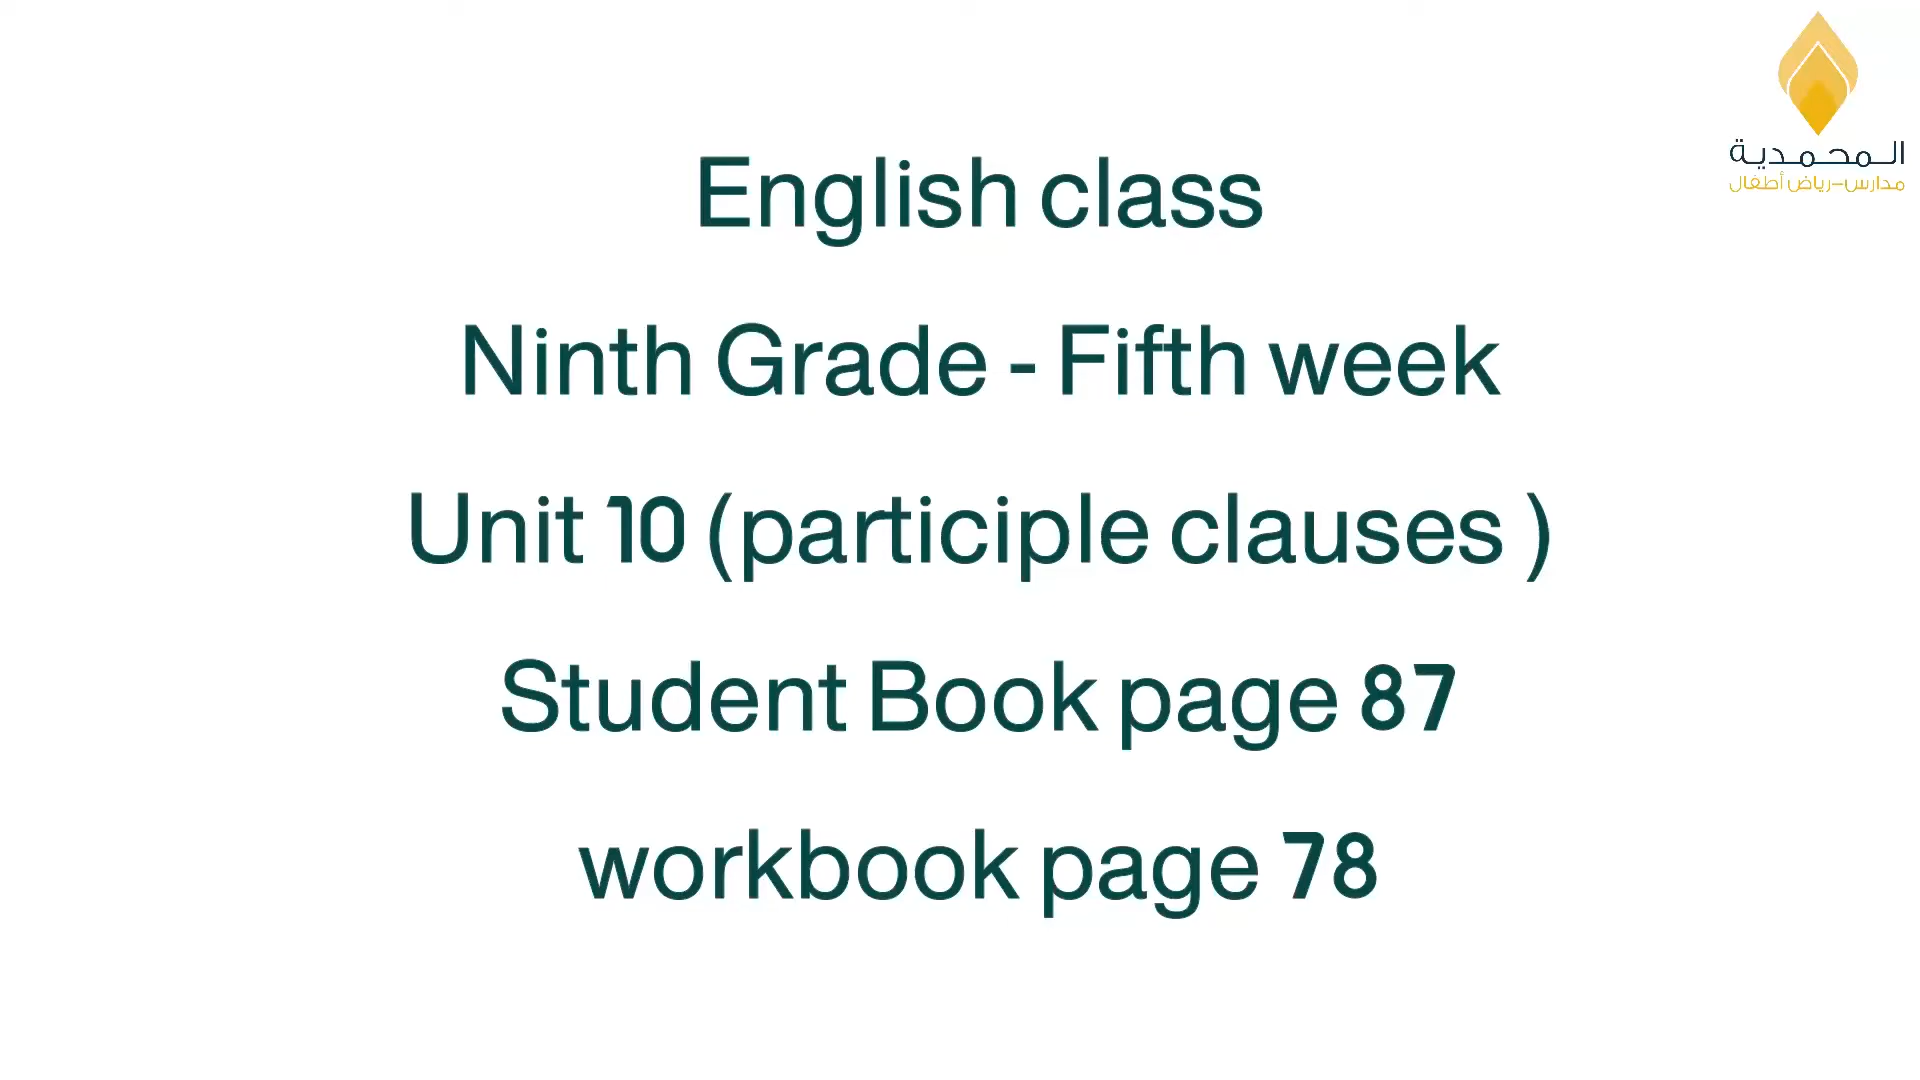 المحمدية
مدارس-رياض أطفال
English class
Ninth Grade - Fifth week
Unit 10 (participle clauses )
Student Book page 87
workbook page 78